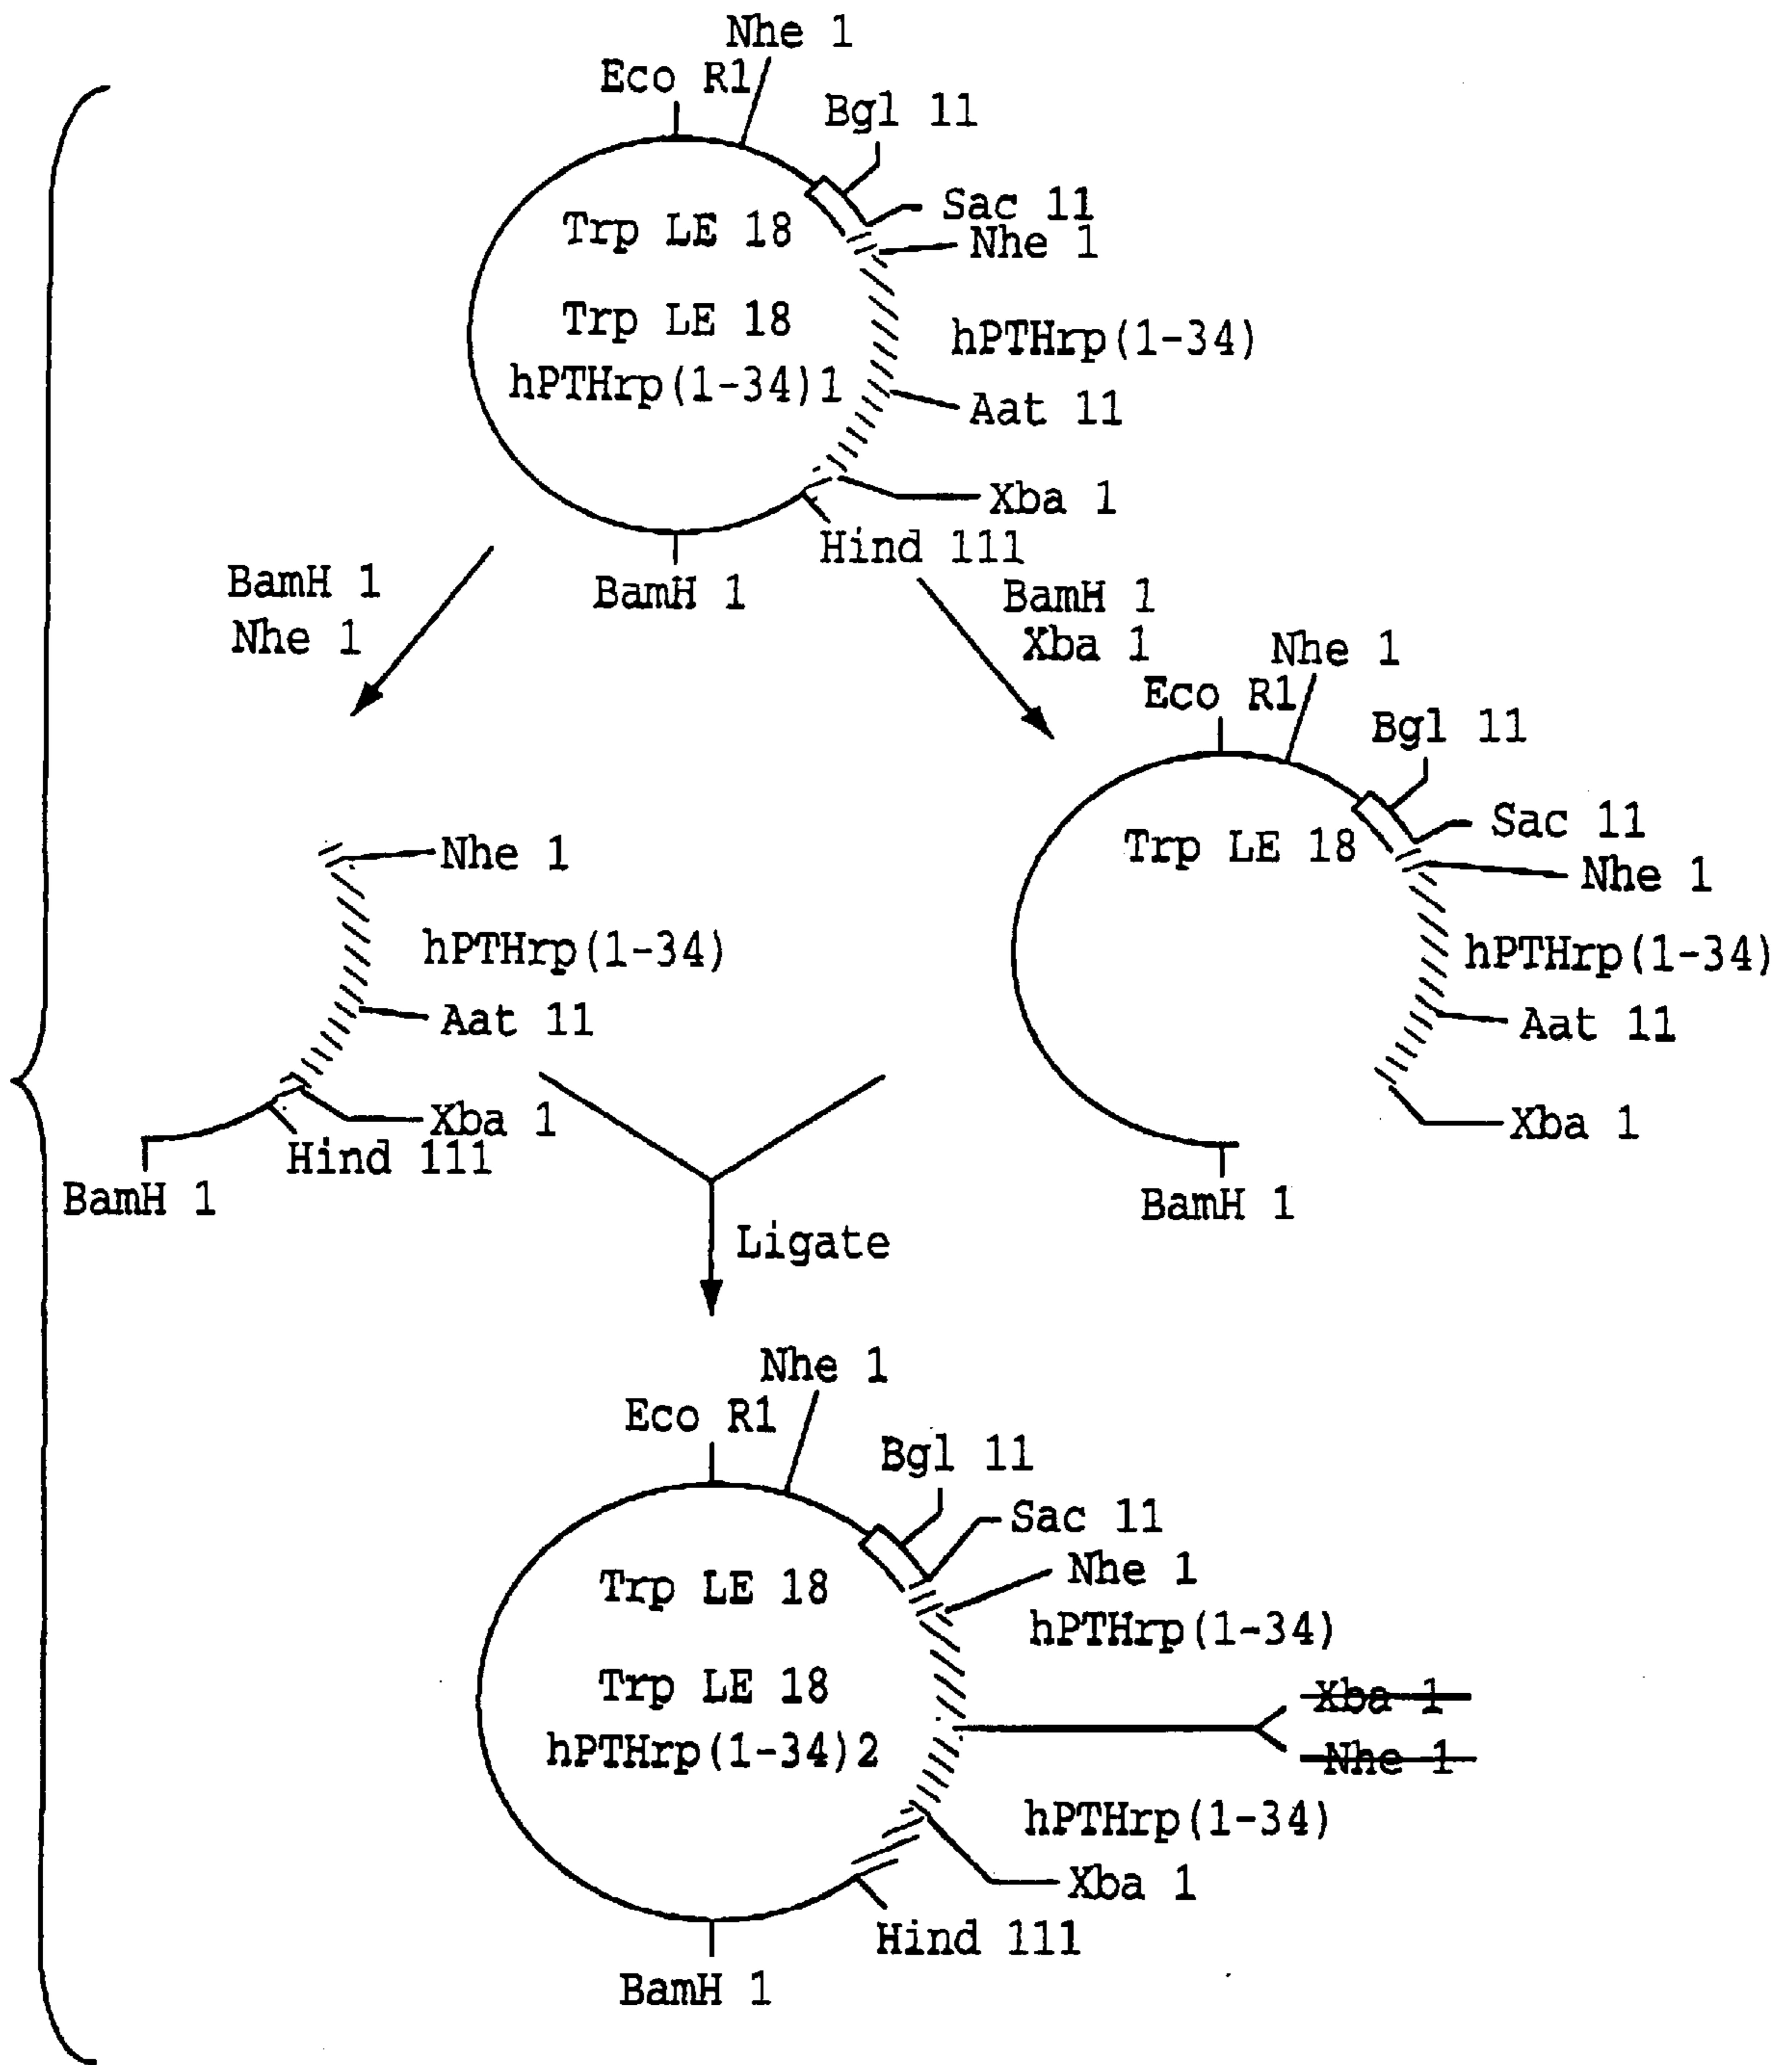 Nhe 1
Eco R1
Bgl 11
Sac 11
Nhe 1
Trp LE 18
Trp LE 18
hPTHrp(1-34)1
hPTHrp(1-34)
Aat 11
Xba 1
Hind 111
BamH 1
BamH 1
Nhe 1
BamH 1
Xba 1
Nhe 1
Eco R1
Bgl 11
Sac 11
Trp LE 18
Nhe 1
hPTHrp(1-34)
Aat 11
Xba 1
BamH 1
Nhe 1
hPTHrp(1-34)
Aat 11
Xba 1
Hind 111
BamH 1
Ligate
Nhe 1
Eco R1
Bgl 11
Sac 11
Nhe 1
Trp LE 18
hPTHrp(1-34)
Trp LE 18
hPTHrp(1-34)2
Xba 1
Nhe 1
hPTHrp(1-34)
Xba 1
Hind 111
BamH 1